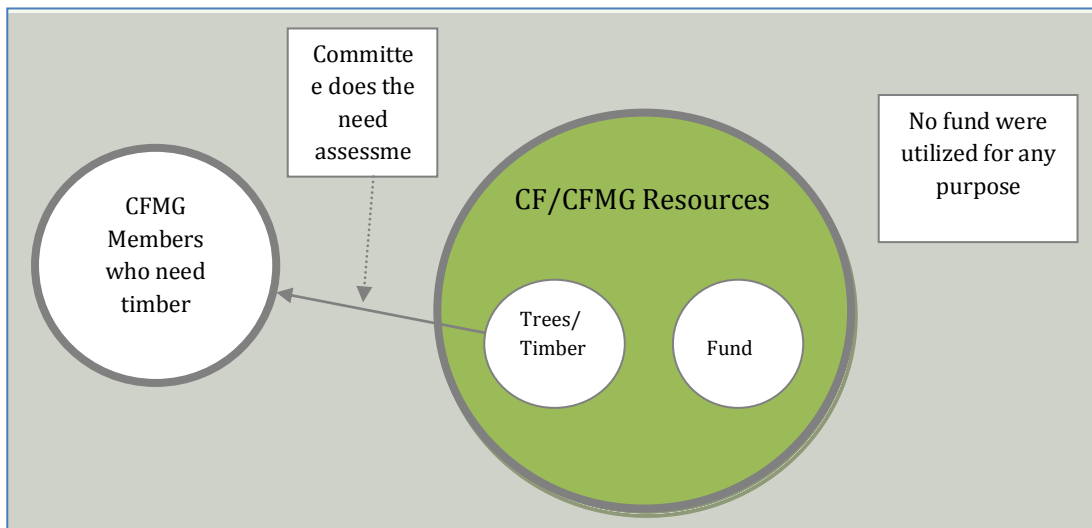 Committe
e does the
need
assessme
No fund were
utilized for any
purpose
CFMG
Members
who need
timber
CF/CFMG Resources
Trees/
Timber
Fund